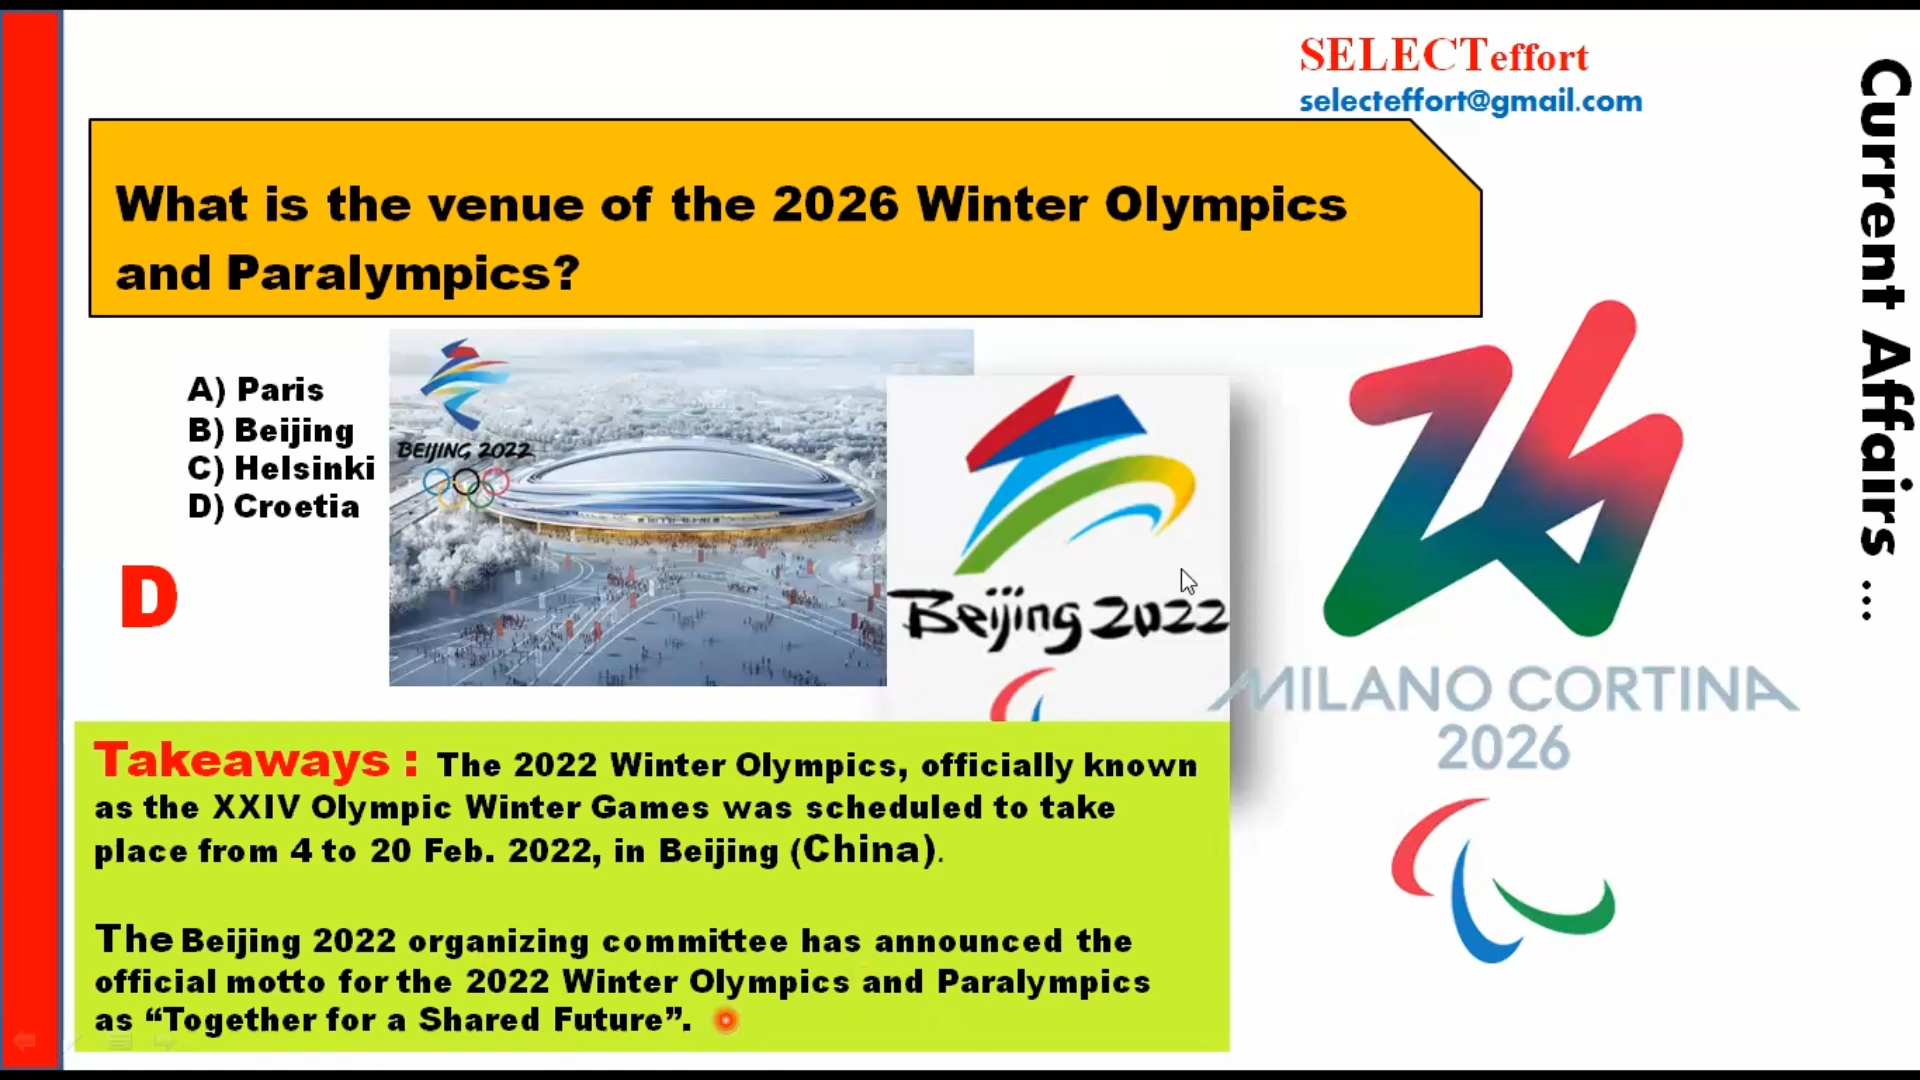 SELECTeffort
selecteffort@gmail.com
Current Affairs ...
What is the venue of the 2026 Winter Olympics
and Paralympics?
A) Paris
B) Beijing
C) Helsinki
D) Croetia
D
BEIJING 2022
Beijing 2022
26
MILANO CORTINA
2026
Takeaways : The 2022 Winter Olympics, officially known
as the XXIV Olympic Winter Games was scheduled to take
place from 4 to 20 Feb. 2022, in Beijing (China).
The Beijing 2022 organizing committee has announced the
official motto for the 2022 Winter Olympics and Paralympics
as “Together for a Shared Future”.